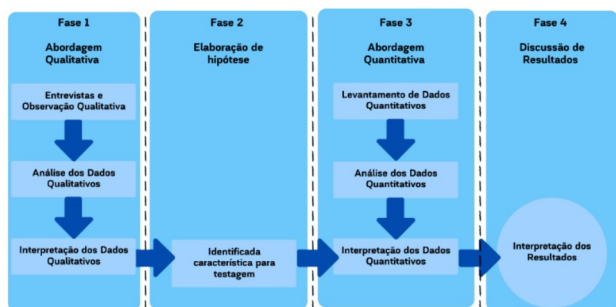 Fase 1
Abordagem
Qualitativa
Entrevistas e
Observação Qualitativa
Análise dos Dados
Qualitativos
Interpretação dos Dados
Qualitativos
Fase 2
Elaboração de
hipótese
Identificada
característica para
testagem
Fase 3
Abordagem
Quantitativa
Levantamento de Dados
Quantitativos
Análise dos Dados
Quantitativos
Interpretação dos Dados
Quantitativos
Fase 4
Discussão de
Resultados
Interpretação dos
Resultados